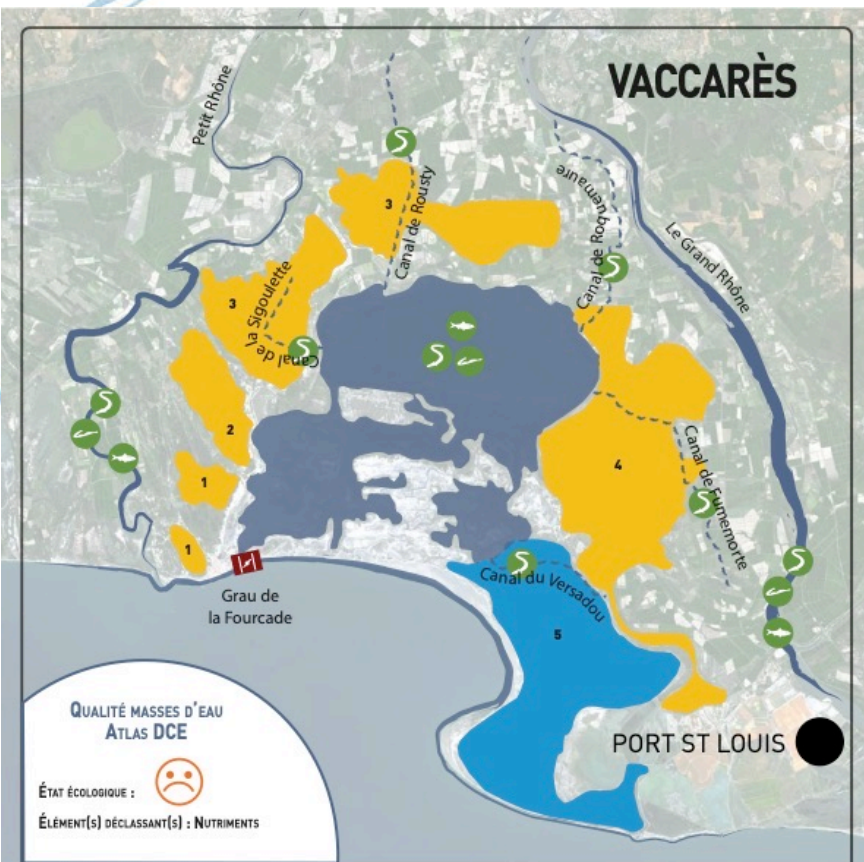 VACCARÈS
Petit Rhône
Canal de Rousty
Canal de Roquemaure
Le Grand Rhône
3
3
Canal de la Sigoulette
2
1
1
4
Canal de Fumemorte
Grau de
la Fourcade
Canal du Versadou
5
PORT ST LOUIS
QUALITÉ MASSES D'EAU
ATLAS DCE
ÉTAT ÉCOLOGIQUE :
ÉLÉMENT(S) DÉCLASSANT(S) : NUTRIMENTS